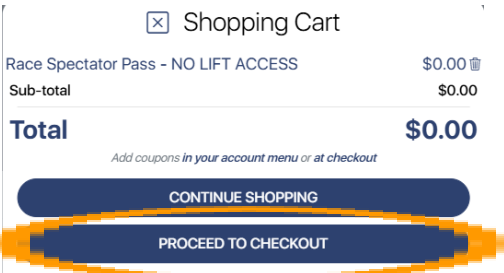 Shopping Cart
Race Spectator Pass - NO LIFT ACCESS $0.00
Sub-total $0.00
Total $0.00
Add coupons in your account menu or at checkout
CONTINUE SHOPPING
PROCEED TO CHECKOUT